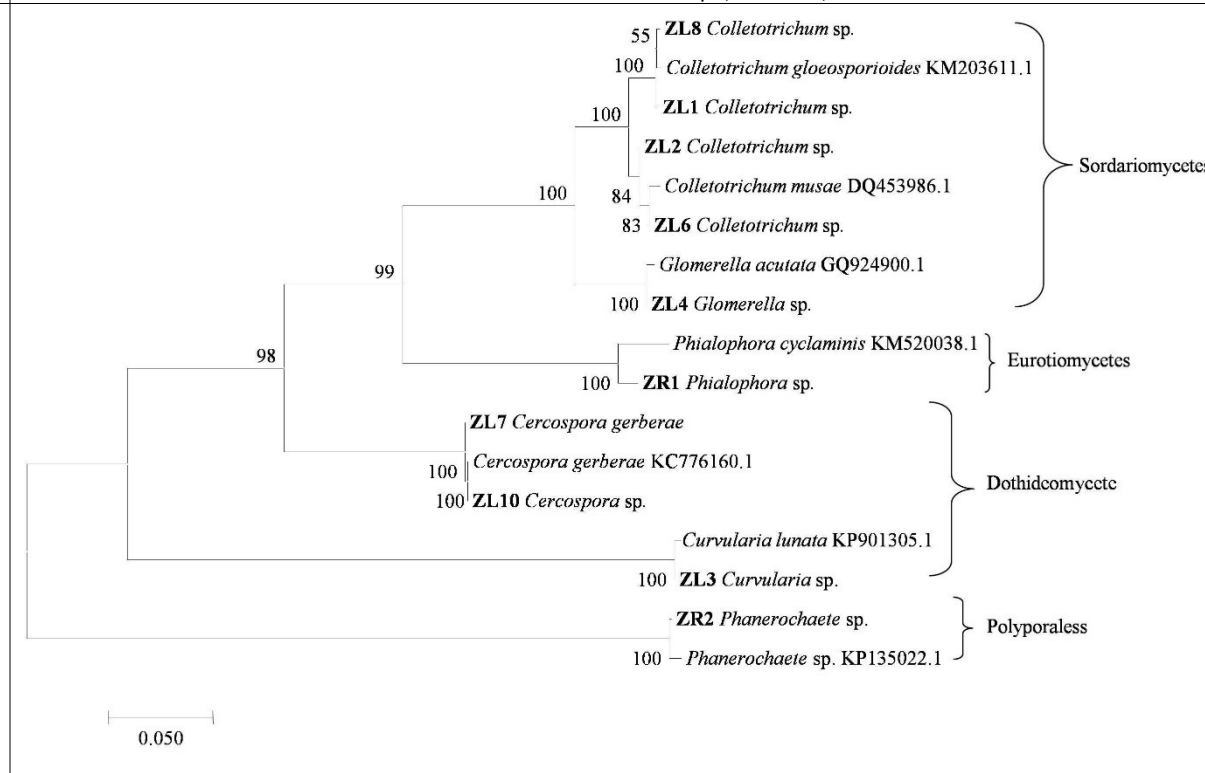 55
ZL8 Colletotrichum sp.
100
Colletotrichum gloeosporioides KM203611.1
ZL1 Colletotrichum sp.
100
ZL2 Colletotrichum sp.
Sordariomycetes
100
84
Colletotrichum musae DQ453986.1
83
ZL6 Colletotrichum sp.
99
Glomerella acutata GQ924900.1
100
ZL4 Glomerella sp.
Phialophora cyclaminis KM520038.1
98
Eurotiomycetes
100
ZR1 Phialophora sp.
ZL7 Cercospora gerberae
100
Cercospora gerberae KC776160.1
Dothideomycete
100
ZL10 Cercospora sp.
Curvularia lunata KP901305.1
100
ZL3 Curvularia sp.
ZR2 Phanerochaete sp.
Polyporaless
100
Phanerochaete sp. KP135022.1
0.050